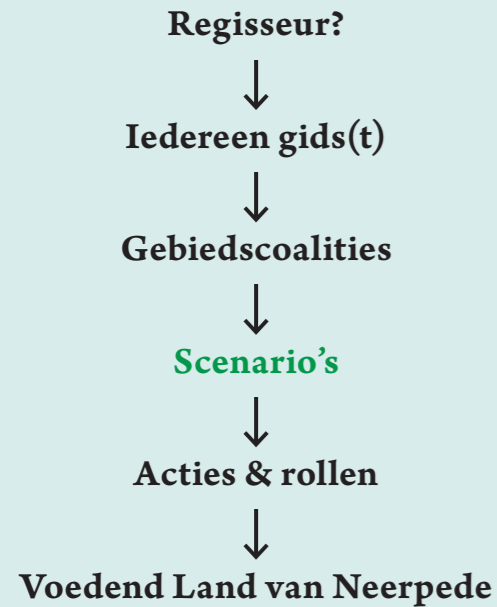 Regisseur?
Iedereen gids(t)
Gebiedscoalities
Scenario’s
Acties & rollen
Voedend Land van Neerpede